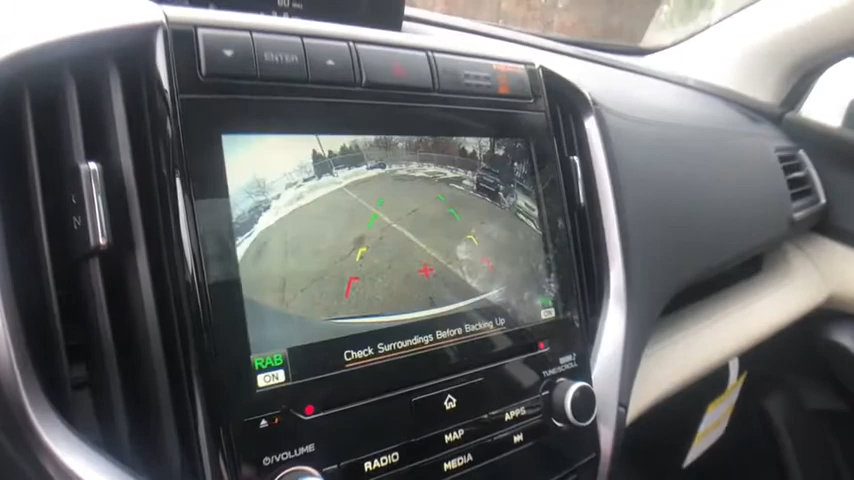 ENTER
Check Surroundings Before Backing Up
RAB
ON
ON
TUNE/SCROLL
APPS
MAP
VOLUME
RADIO
MEDIA